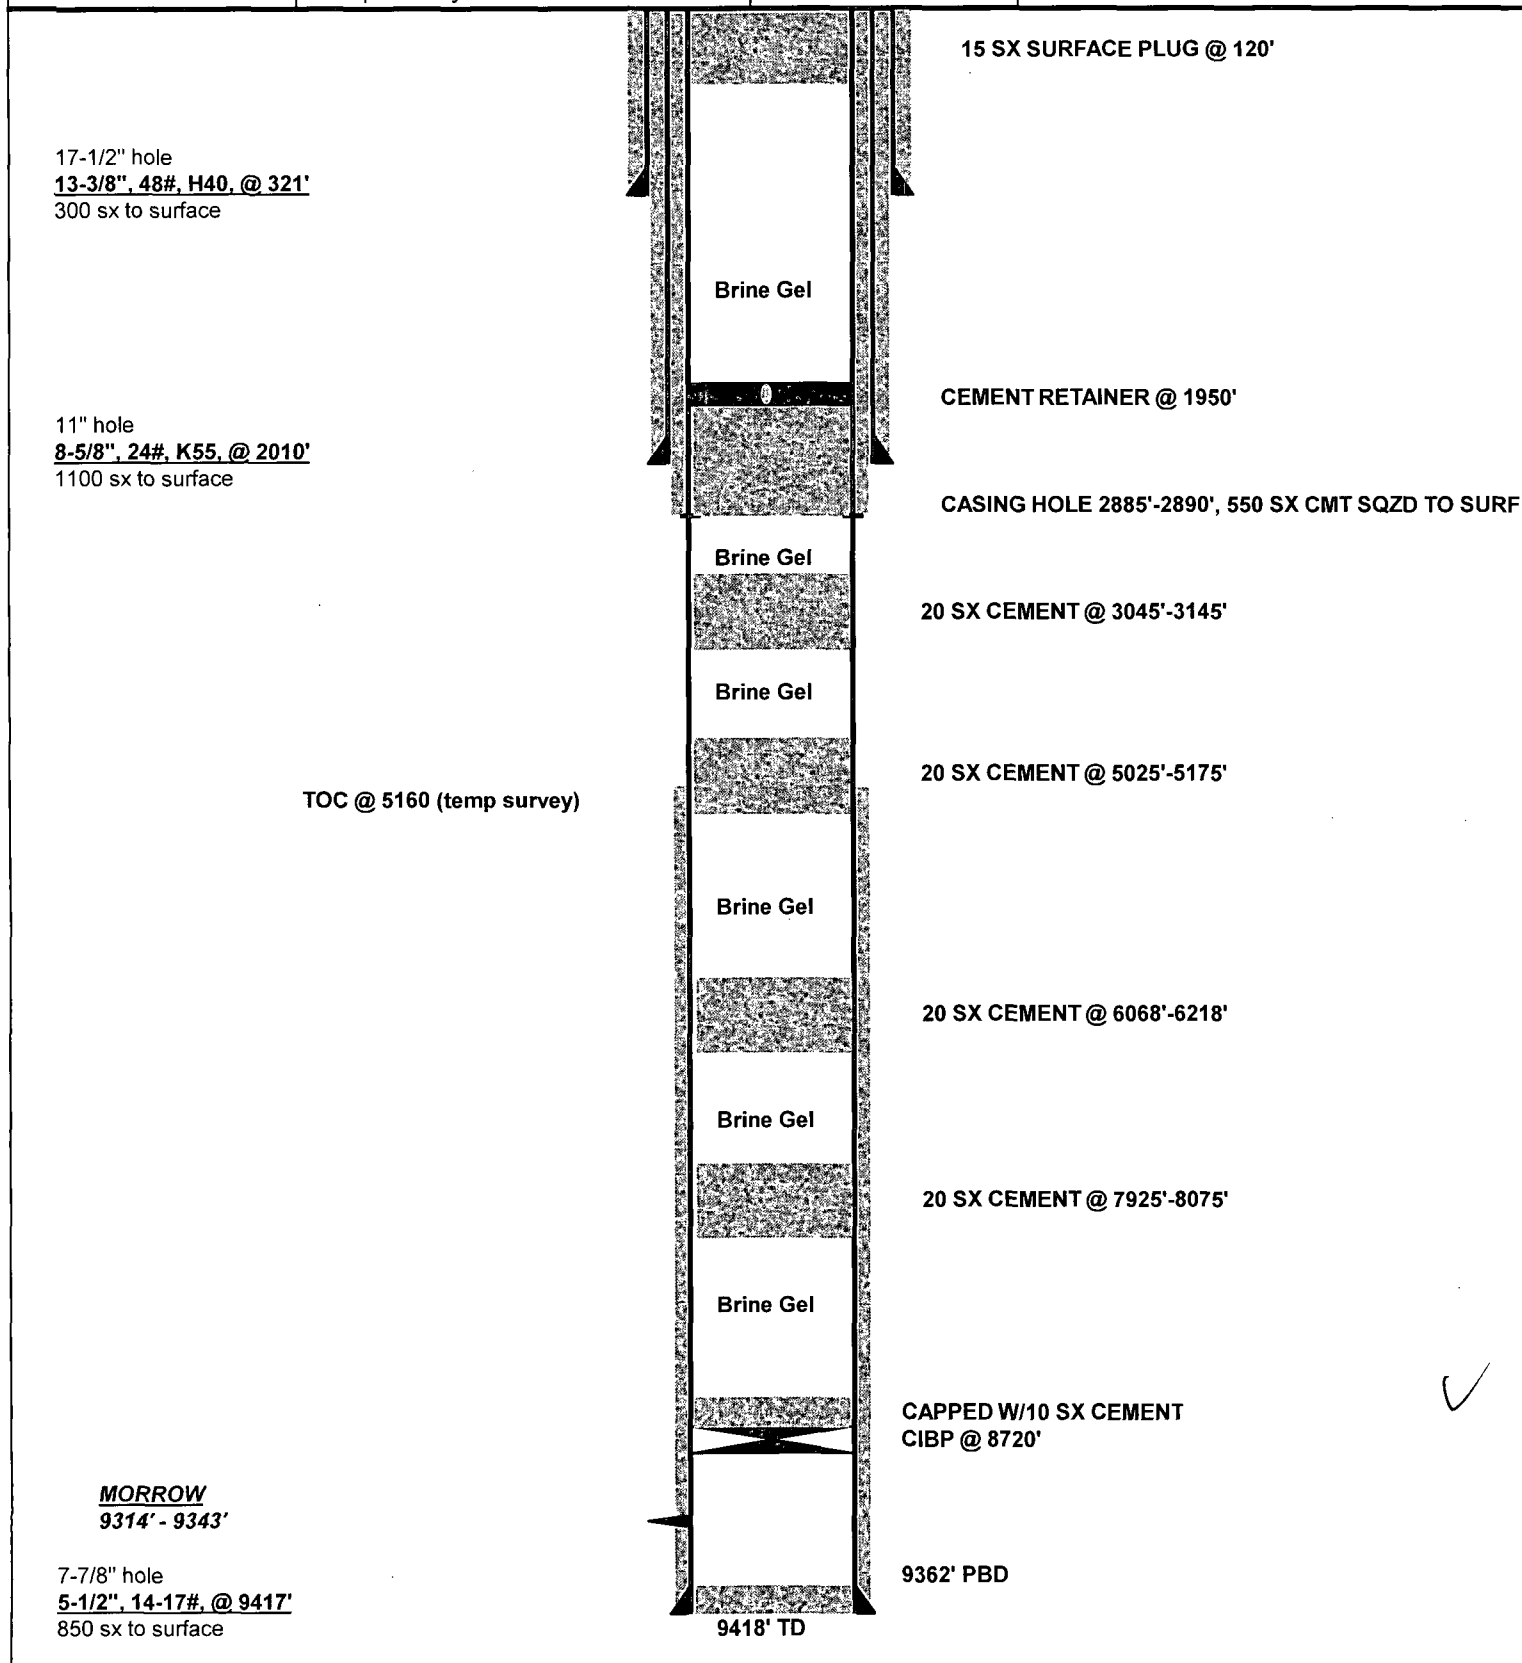 15 SX SURFACE PLUG @ 120'
17-1/2" hole
13-3/8", 48#, H40, @ 321'
300 sx to surface
Brine Gel
CEMENT RETAINER @ 1950'
11" hole
8-5/8", 24#, K55, @ 2010'
1100 sx to surface
CASING HOLE 2885'-2890', 550 SX CMT SQZD TO SURF
Brine Gel
20 SX CEMENT @ 3045'-3145'
Brine Gel
20 SX CEMENT @ 5025'-5175'
TOC @ 5160 (temp survey)
Brine Gel
20 SX CEMENT @ 6068'-6218'
Brine Gel
20 SX CEMENT @ 7925'-8075'
Brine Gel
CAPPED W/10 SX CEMENT
CIBP @ 8720'
MORROW
9314' - 9343'
9362' PBD
7-7/8" hole
5-1/2", 14-17#, @ 9417'
850 sx to surface
9418' TD